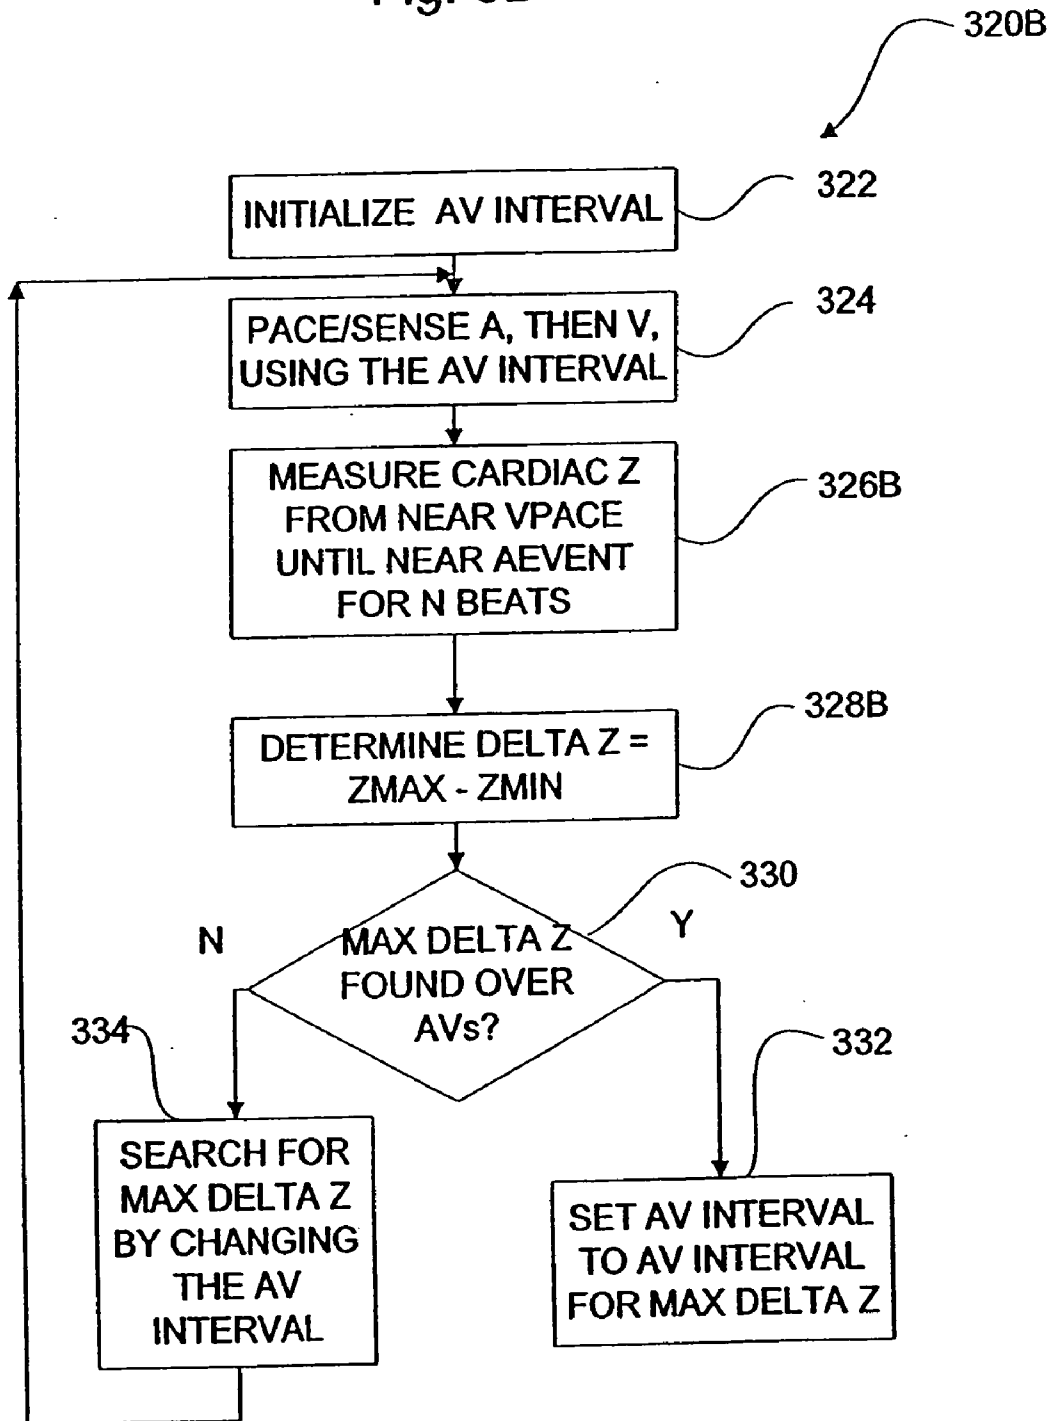 320B
INITIALIZE AV INTERVAL
322
PACE/SENSE A, THEN V,
USING THE AV INTERVAL
324
MEASURE CARDIAC Z
FROM NEAR VPACE
UNTIL NEAR AEVENT
FOR N BEATS
326B
DETERMINE DELTA Z =
ZMAX - ZMIN
328B
330
N
Y
MAX DELTA Z
FOUND OVER
AVs?
334
332
SEARCH FOR
MAX DELTA Z
BY CHANGING
THE AV
INTERVAL
SET AV INTERVAL
TO AV INTERVAL
FOR MAX DELTA Z